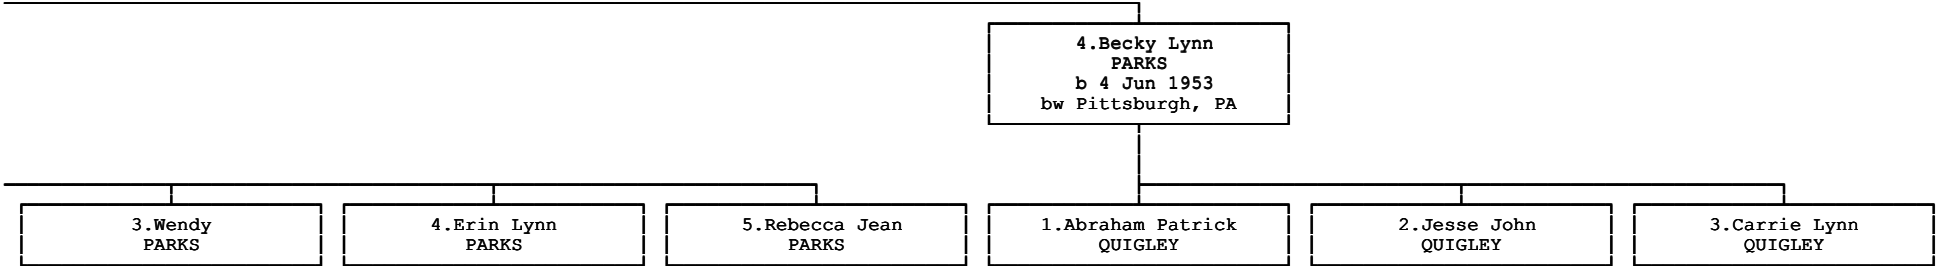 4.Becky Lynn
PARKS
b 4 Jun 1953
bw Pittsburgh, PA
3.Wendy
PARKS
4.Erin Lynn
PARKS
5.Rebecca Jean
PARKS
1.Abraham Patrick
QUIGLEY
2.Jesse John
QUIGLEY
3.Carrie Lynn
QUIGLEY